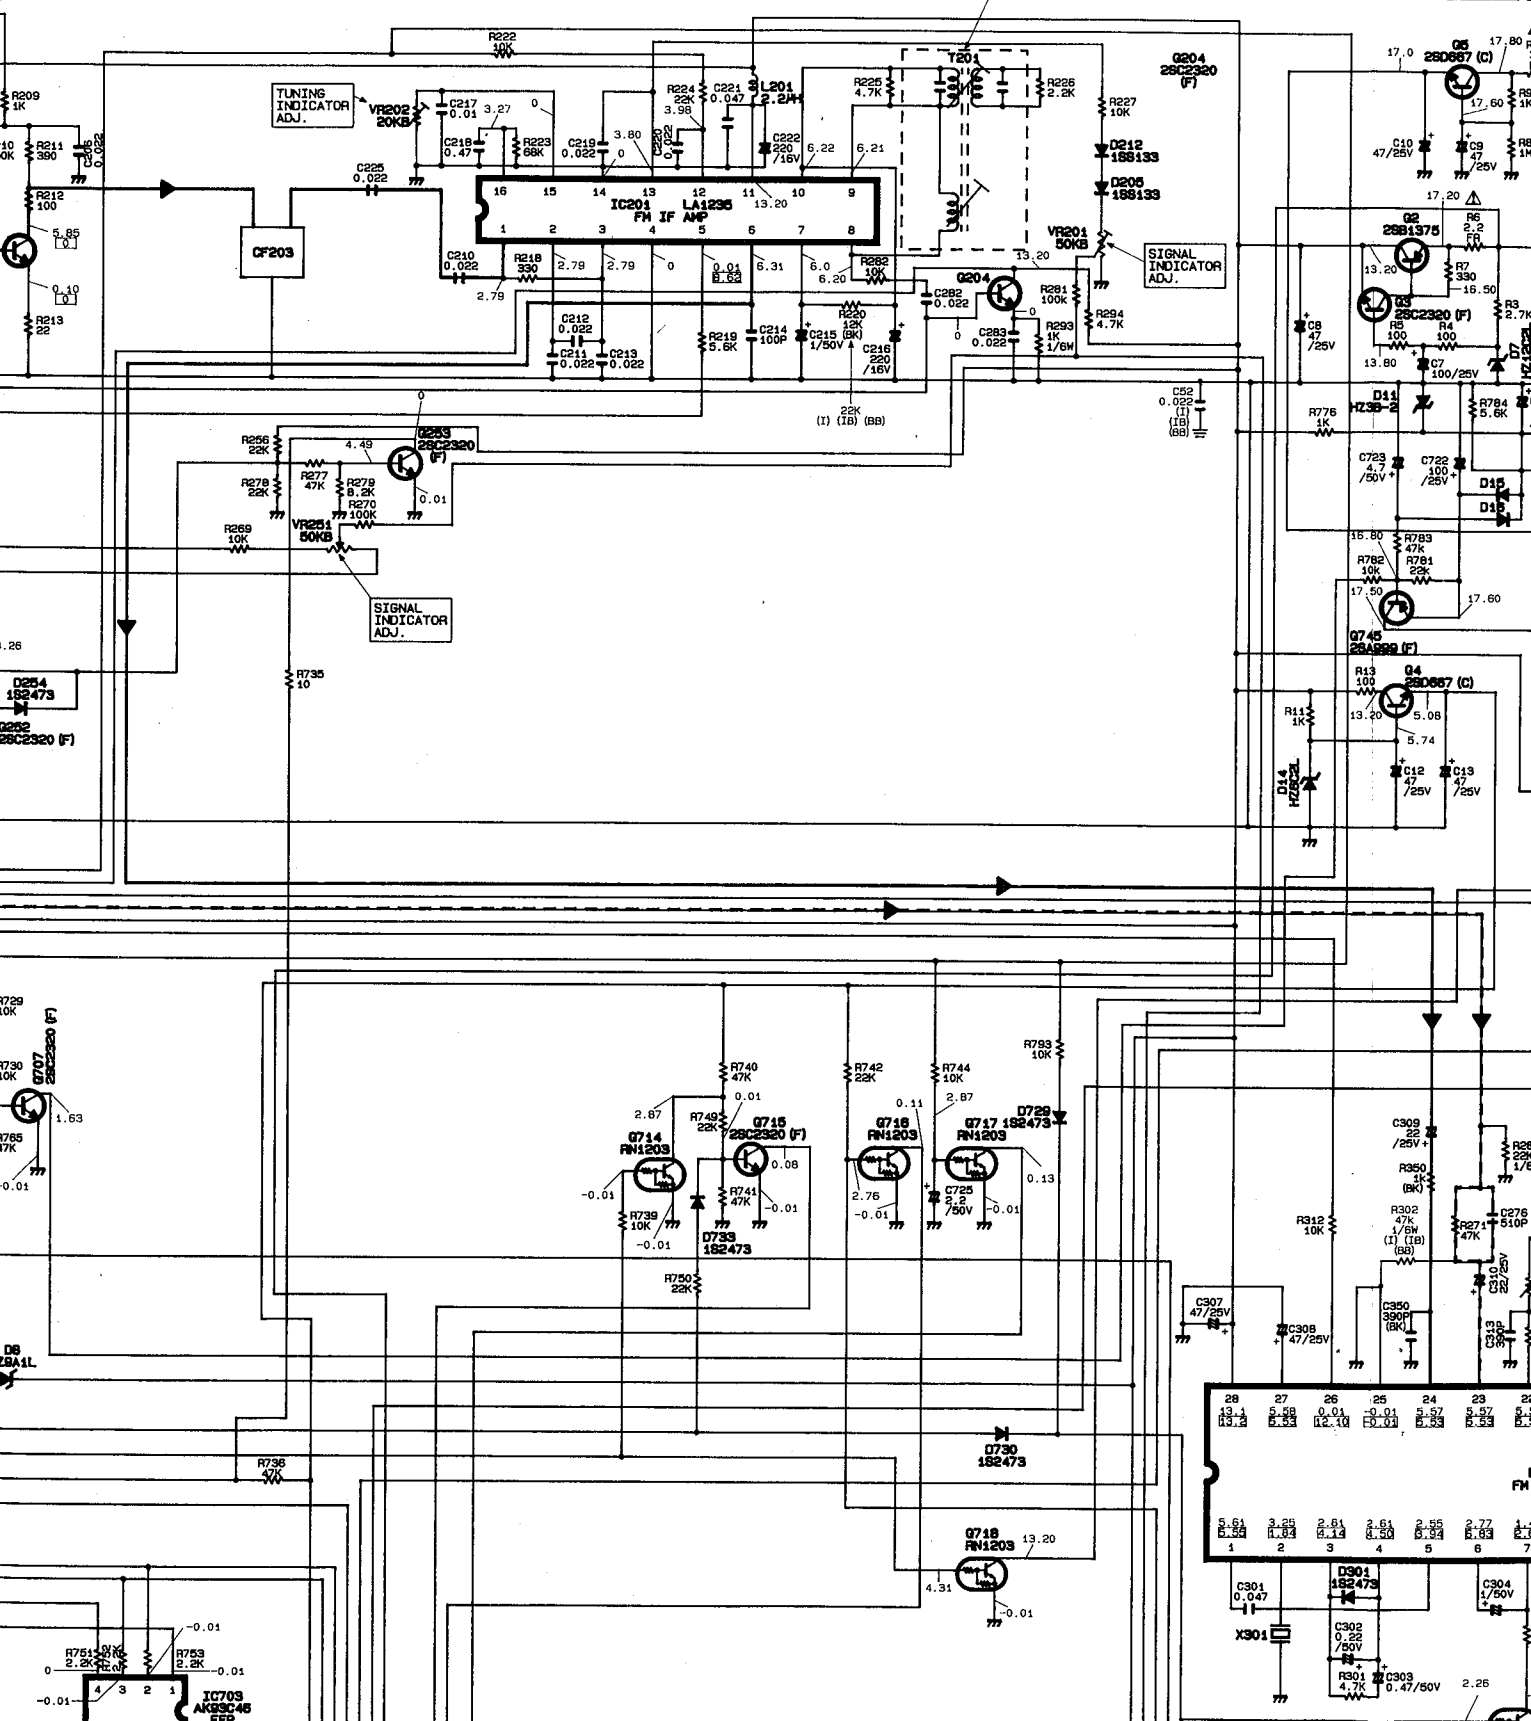 R222
10K
Q204
2SC2320
(F)
17.0
Q5
2SD667 (C)
17.80
R209
1K
TUNING
INDICATOR
ADJ.
VR202
20KB
C217
0.01
3.27
0
C218
0.47
R223
68K
C219
0.022
3.80
0
R224
22K
3.98
C220
0.022
C221
0.047
L201
2.2μH
C222
220
/16V
6.22
6.21
R225
4.7K
T201
R226
2.2K
R227
10K
D212
1SS133
D205
1SS133
17.60
C10
47/25V
C9
47
/25V
R211
390
C206
0.022
R212
100
C225
0.022
5.85
0
0.10
0
R213
22
CF203
16
15
14
13
12
11
10
9
13.20
IC201 LA1235
FM IF AMP
1
2
3
4
5
6
7
8
VR201
50KB
SIGNAL
INDICATOR
ADJ.
17.20
Q2
2SB1375
R6
2.2
FR
13.20
R7
330
16.50
Q3
2SC2320 (F)
R3
2.7K
C210
0.022
R218
330
2.79
2.79
2.79
0
0.01
6.62
6.31
6.0
6.20
R282
10K
13.20
Q204
C282
0.022
0
0
R281
100k
R294
4.7K
R293
1K
1/6W
C283
0.022
C212
0.022
C211
0.022
C213
0.022
R219
5.6K
C214
100P
C215
1/50V
R220
12K
(BK)
C216
220
/16V
22K
(I) (IB) (BB)
C8
47
/25V
R5
100
R4
100
13.80
C7
100/25V
D7
HZ12C2L
D11
HZ3B-2
R784
5.6K
C52
0.022
(I)
(IB)
(BB)
R776
1K
C723
4.7
/50V
C722
100
/25V
D15
D16
R256
22K
R278
22K
R277
47K
4.49
0
Q253
2SC2320
(F)
0.01
R279
8.2K
R270
100K
R269
10K
VR251
50KB
SIGNAL
INDICATOR
ADJ.
16.80
R783
47k
R782
10k
R781
22k
17.50
17.60
Q745
2SA999 (F)
D254
1S2473
Q252
2SC2320 (F)
R735
10
R13
100
Q4
2SD667 (C)
R11
1K
13.20
5.08
5.74
D14
HZ6C2L
C12
47
/25V
C13
47
/25V
Q707
2SC2320 (F)
1.63
R740
47K
R742
22K
R744
10K
R793
10K
2.87
R749
22K
0.01
Q714
RN1203
Q715
2SC2320 (F)
0.08
0.11
Q716
RN1203
2.87
Q717
RN1203
D729
1S2473
0.13
-0.01
R739
10K
-0.01
R741
47K
-0.01
D733
1S2473
R750
22K
2.76
-0.01
C725
2.2
/50V
-0.01
C309
22
/25V
R350
1k
(BK)
R302
47k
1/6W
(I) (IB)
(BB)
R271
47K
C276
510P
R312
10K
C310
22/25V
C307
47/25V
C308
47/25V
C350
390P
(BK)
C313
390P
28
27
26
25
24
23
13.1
13.2
5.58
5.53
0.01
12.10
-0.01
-0.01
5.57
5.53
5.57
5.53
FM
5.61
5.55
3.25
1.84
2.61
4.14
2.61
4.50
2.55
3.94
2.77
5.83
1
2
3
4
5
6
7
D730
1S2473
R736
47K
Q718
RN1203
13.20
4.31
-0.01
C301
0.047
X301
D301
1S2473
C302
0.22
/50V
R301
4.7K
C303
0.47/50V
C304
1/50V
2.26
R751
2.2K
R752
2.2K
R753
2.2K
-0.01
-0.01
0
-0.01
4
3
2
1
IC703
AK93C45